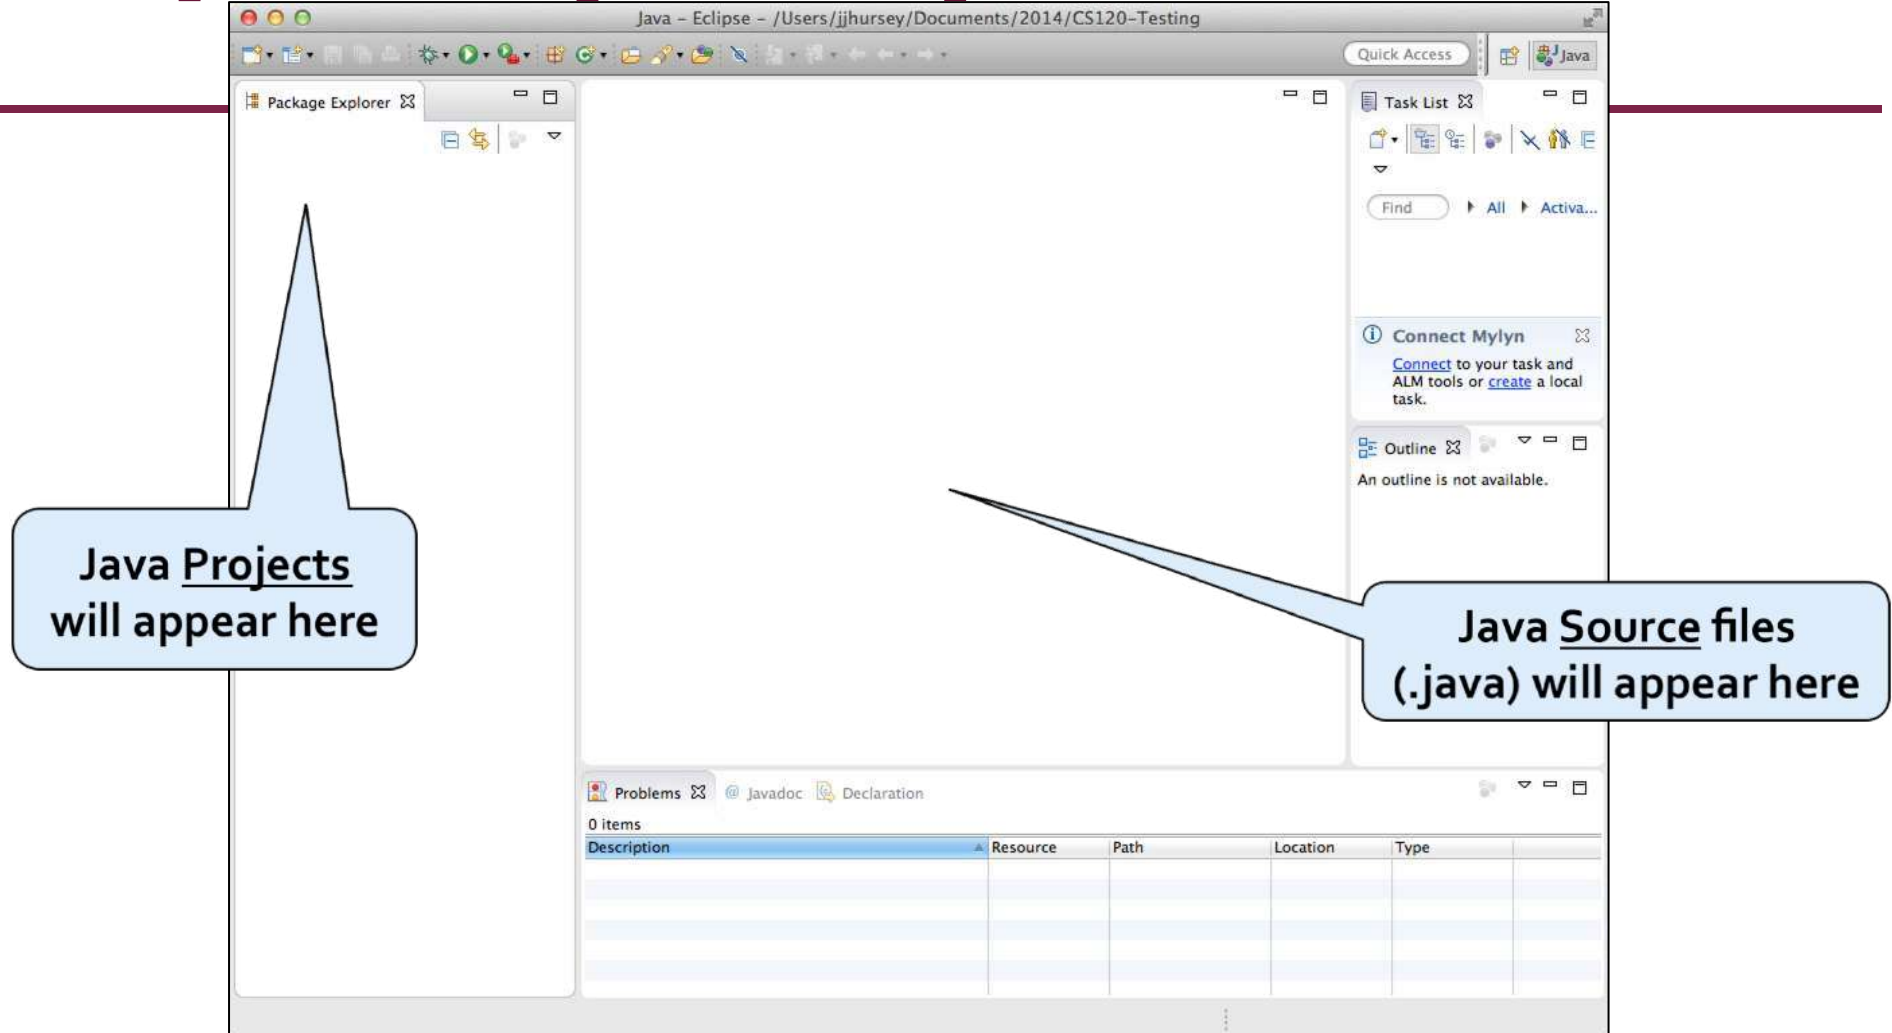 Java – Eclipse – /Users/jjhursey/Documents/2014/CS120-Testing
Quick Access
Java
Package Explorer
Task List
Find
All
Activa...
Connect Mylyn
Connect to your task and
ALM tools or create a local
task.
Outline
An outline is not available.
Java Projects
will appear here
Java Source files
(.java) will appear here
Problems @ Javadoc Declaration
0 items
Description Resource Path Location Type